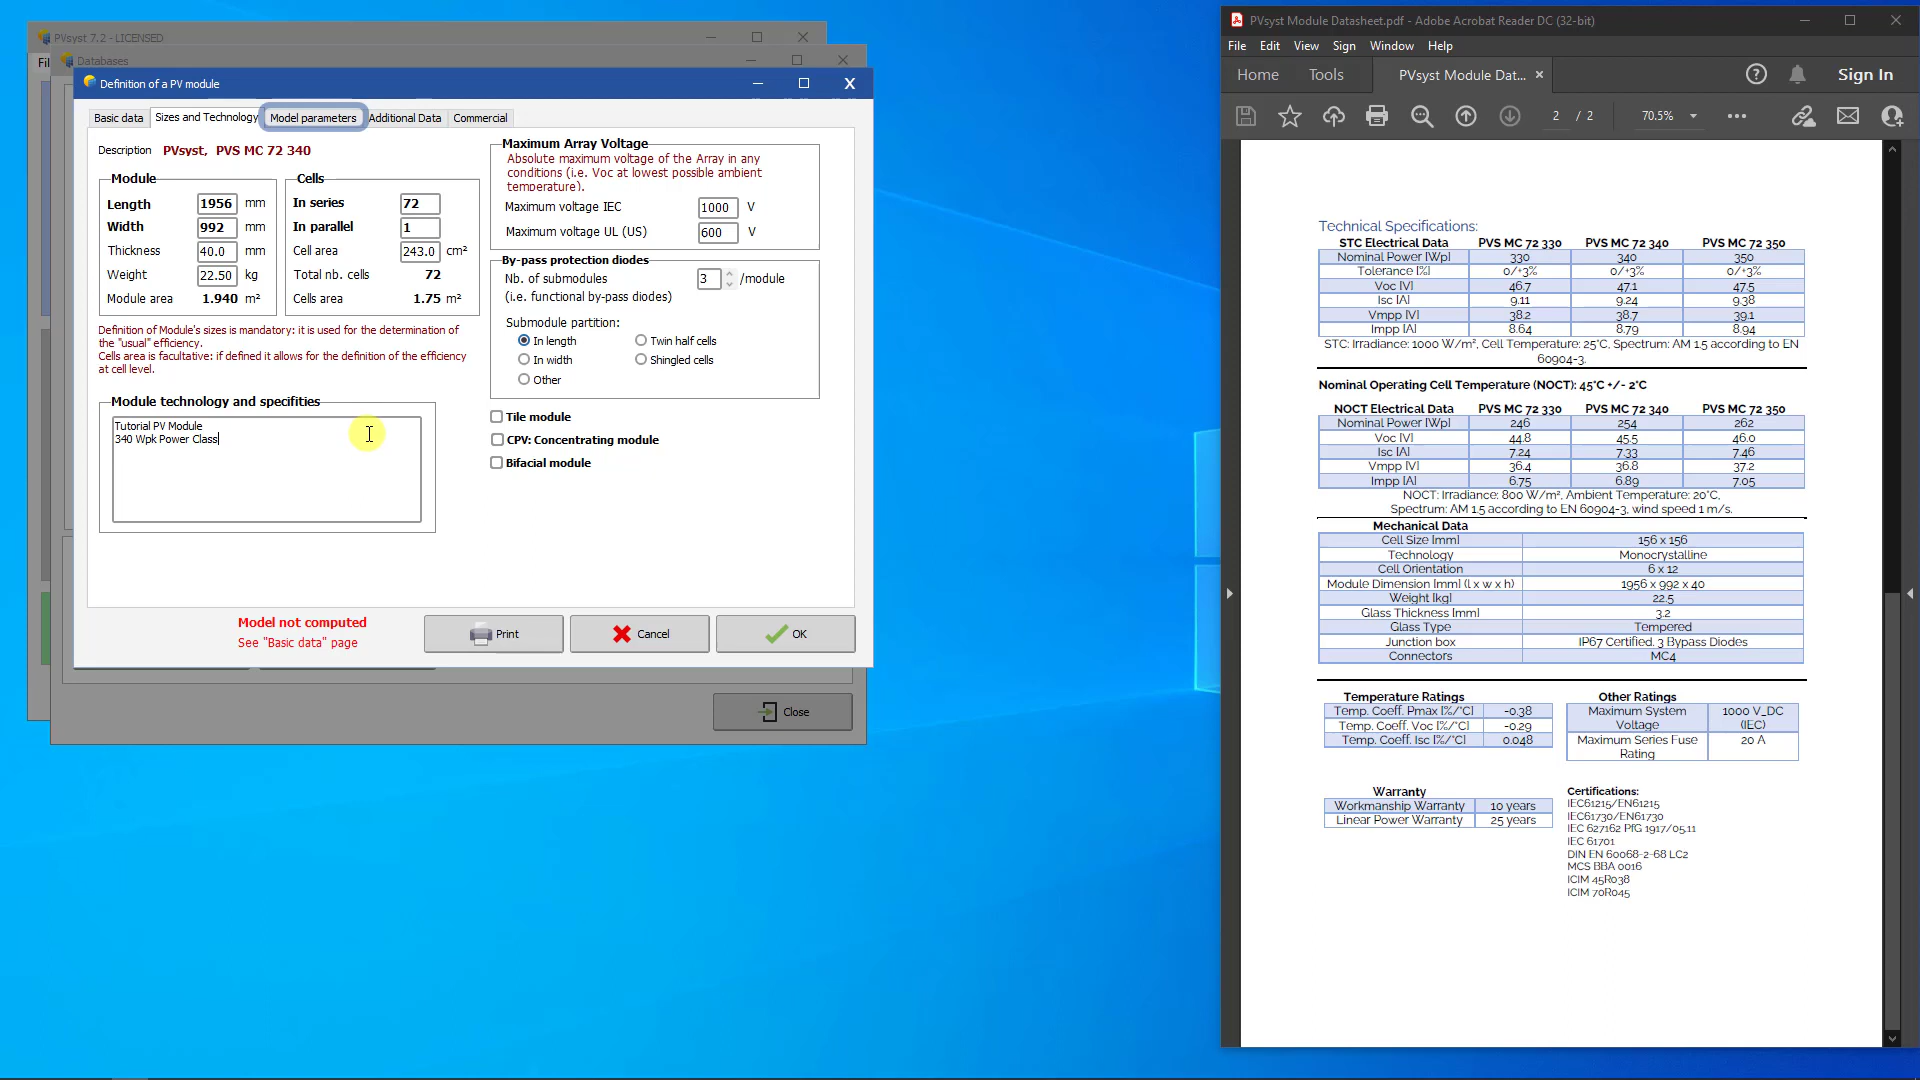 PVsyst 7.2 - LICENSED
Fil
Databases
Definition of a PV module
Basic data
Sizes and Technology
Model parameters
Additional Data
Commercial
Description PVsyst, PVS MC 72 340
Module
Length 1956 mm
Width 992 mm
Thickness 40.0 mm
Weight 22.50 kg
Module area 1.940 m²
Cells
In series 72
In parallel 1
Cell area 243.0 cm²
Total nb. cells 72
Cells area 1.75 m²
Definition of Module's sizes is mandatory: it is used for the determination of
the "usual" efficiency.
Cells area is facultative: if defined it allows for the definition of the efficiency
at cell level.
Module technology and specifities
Tutorial PV Module
340 Wpk Power Class
Maximum Array Voltage
Absolute maximum voltage of the Array in any
conditions (i.e. Voc at lowest possible ambient
temperature).
Maximum voltage IEC 1000 V
Maximum voltage UL (US) 600 V
By-pass protection diodes
Nb. of submodules 3 /module
(i.e. functional by-pass diodes)
Submodule partition:
In length Twin half cells
In width Shingled cells
Other
Tile module
CPV: Concentrating module
Bifacial module
Model not computed
See "Basic data" page
Print
Cancel
OK
Close
PVsyst Module Datasheet.pdf - Adobe Acrobat Reader DC (32-bit)
File Edit View Sign Window Help
Home Tools PVsyst Module Dat... × Sign In
2 / 2 70.5%
Technical Specifications:
STC Electrical Data PVS MC 72 330 PVS MC 72 340 PVS MC 72 350
Nominal Power [Wp] 330 340 350
Tolerance [%] 0/+3% 0/+3% 0/+3%
Voc [V] 46.7 47.1 47.5
Isc [A] 9.11 9.24 9.38
Vmpp [V] 38.2 38.7 39.1
Impp [A] 8.64 8.79 8.94
STC: Irradiance: 1000 W/m², Cell Temperature: 25°C, Spectrum: AM 1.5 according to EN
60904-3.
Nominal Operating Cell Temperature (NOCT): 45°C +/- 2°C
NOCT Electrical Data PVS MC 72 330 PVS MC 72 340 PVS MC 72 350
Nominal Power [Wp] 246 254 262
Voc [V] 44.8 45.5 46.0
Isc [A] 7.24 7.33 7.46
Vmpp [V] 36.4 36.8 37.2
Impp [A] 6.75 6.89 7.05
NOCT: Irradiance: 800 W/m², Ambient Temperature: 20°C,
Spectrum: AM 1.5 according to EN 60904-3, wind speed 1 m/s.
Mechanical Data
Cell Size [mm] 156 x 156
Technology Monocrystalline
Cell Orientation 6 x 12
Module Dimension [mm] (l x w x h) 1956 x 992 x 40
Weight [kg] 22.5
Glass Thickness [mm] 3.2
Glass Type Tempered
Junction box IP67 Certified, 3 Bypass Diodes
Connectors MC4
Temperature Ratings
Temp. Coeff. Pmax [%/°C] -0.38
Temp. Coeff. Voc [%/°C] -0.29
Temp. Coeff. Isc [%/°C] 0.048
Other Ratings
Maximum System Voltage 1000 V_DC (IEC)
Maximum Series Fuse Rating 20 A
Warranty
Workmanship Warranty 10 years
Linear Power Warranty 25 years
Certifications:
IEC61215/EN61215
IEC61730/EN61730
IEC 627162 PfG 1917/05.11
IEC 61701
DIN EN 60068-2-68 LC2
MCS BBA 0016
ICIM 45R038
ICIM 70R045